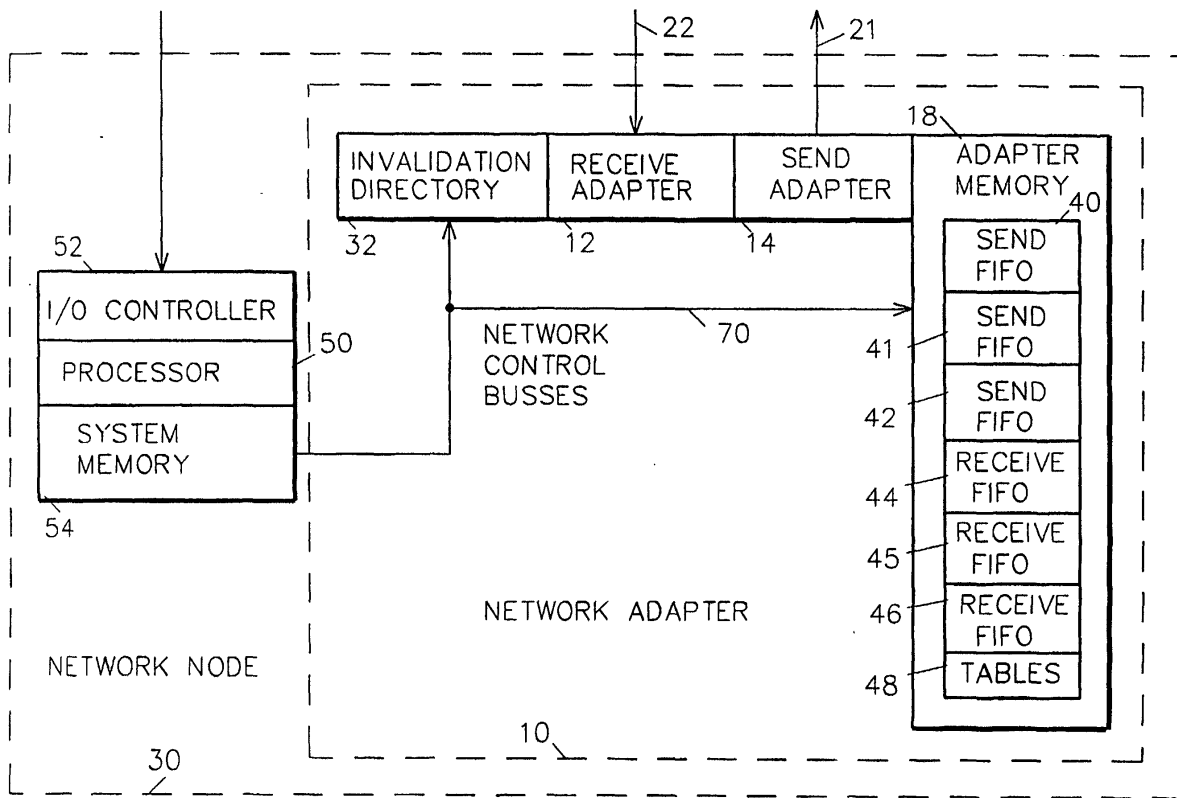 22
21
18
INVALIDATION
DIRECTORY
RECEIVE
ADAPTER
SEND
ADAPTER
ADAPTER
MEMORY
32
12
14
40
SEND
FIFO
52
I/O CONTROLLER
50
PROCESSOR
SYSTEM
MEMORY
54
NETWORK
CONTROL
BUSSES
70
41
SEND
FIFO
42
SEND
FIFO
44
RECEIVE
FIFO
45
RECEIVE
FIFO
46
RECEIVE
FIFO
48
TABLES
NETWORK ADAPTER
NETWORK NODE
10
30